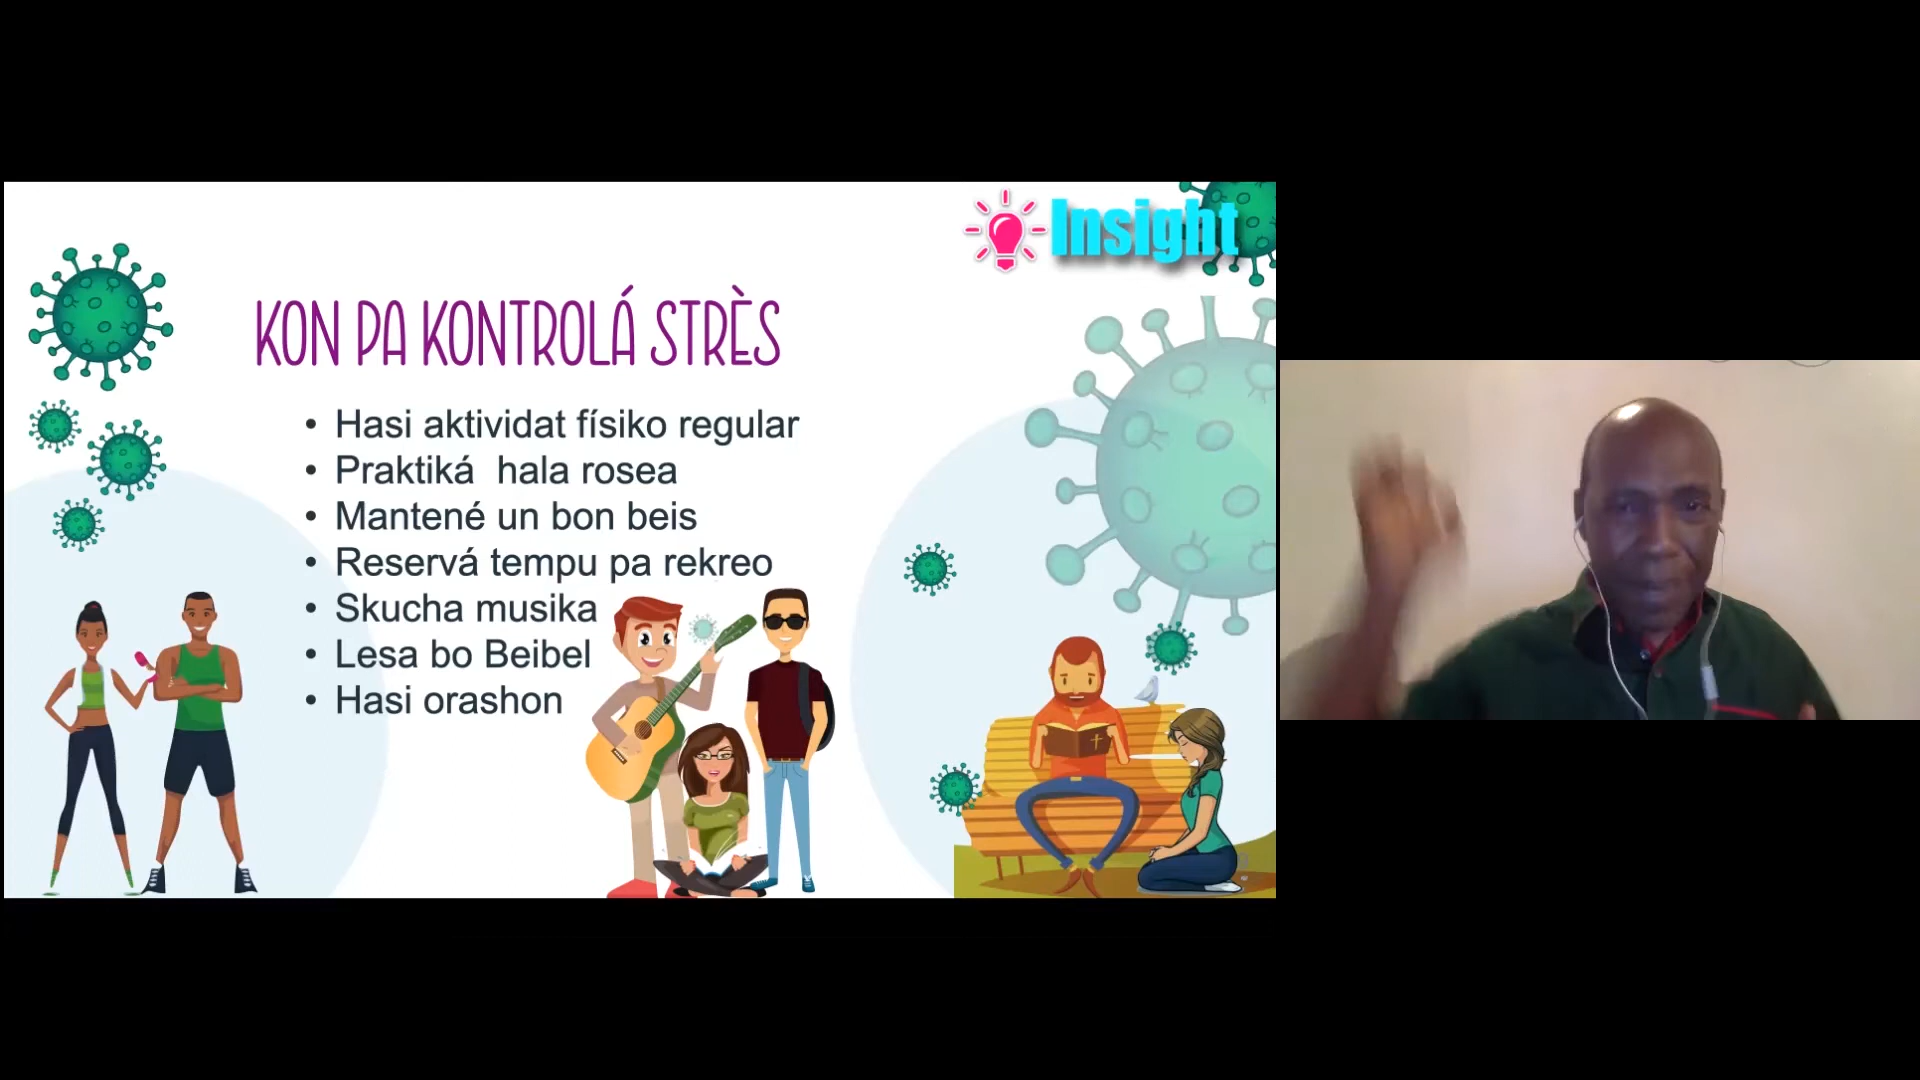 Insight
KON PA KONTROLÁ STRÈS
• Hasi aktividat físiko regular
• Praktiká hala rosea
• Mantené un bon beis
• Reservá tempu pa rekreo
• Skucha musika
• Lesa bo Beibel
• Hasi orashon